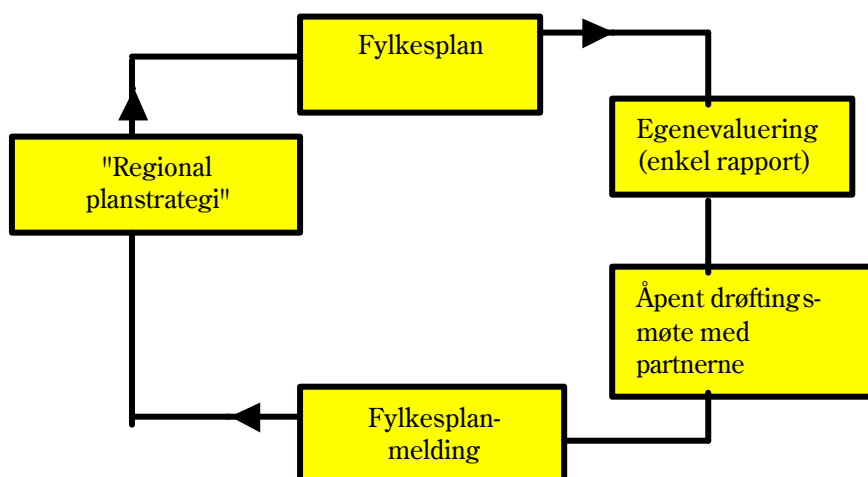 Fylkesplan
Egenevaluering
(enkel rapport)
Åpent drøftings-
møte med
partnerne
Fylkesplan-
melding
"Regional
planstrategi"